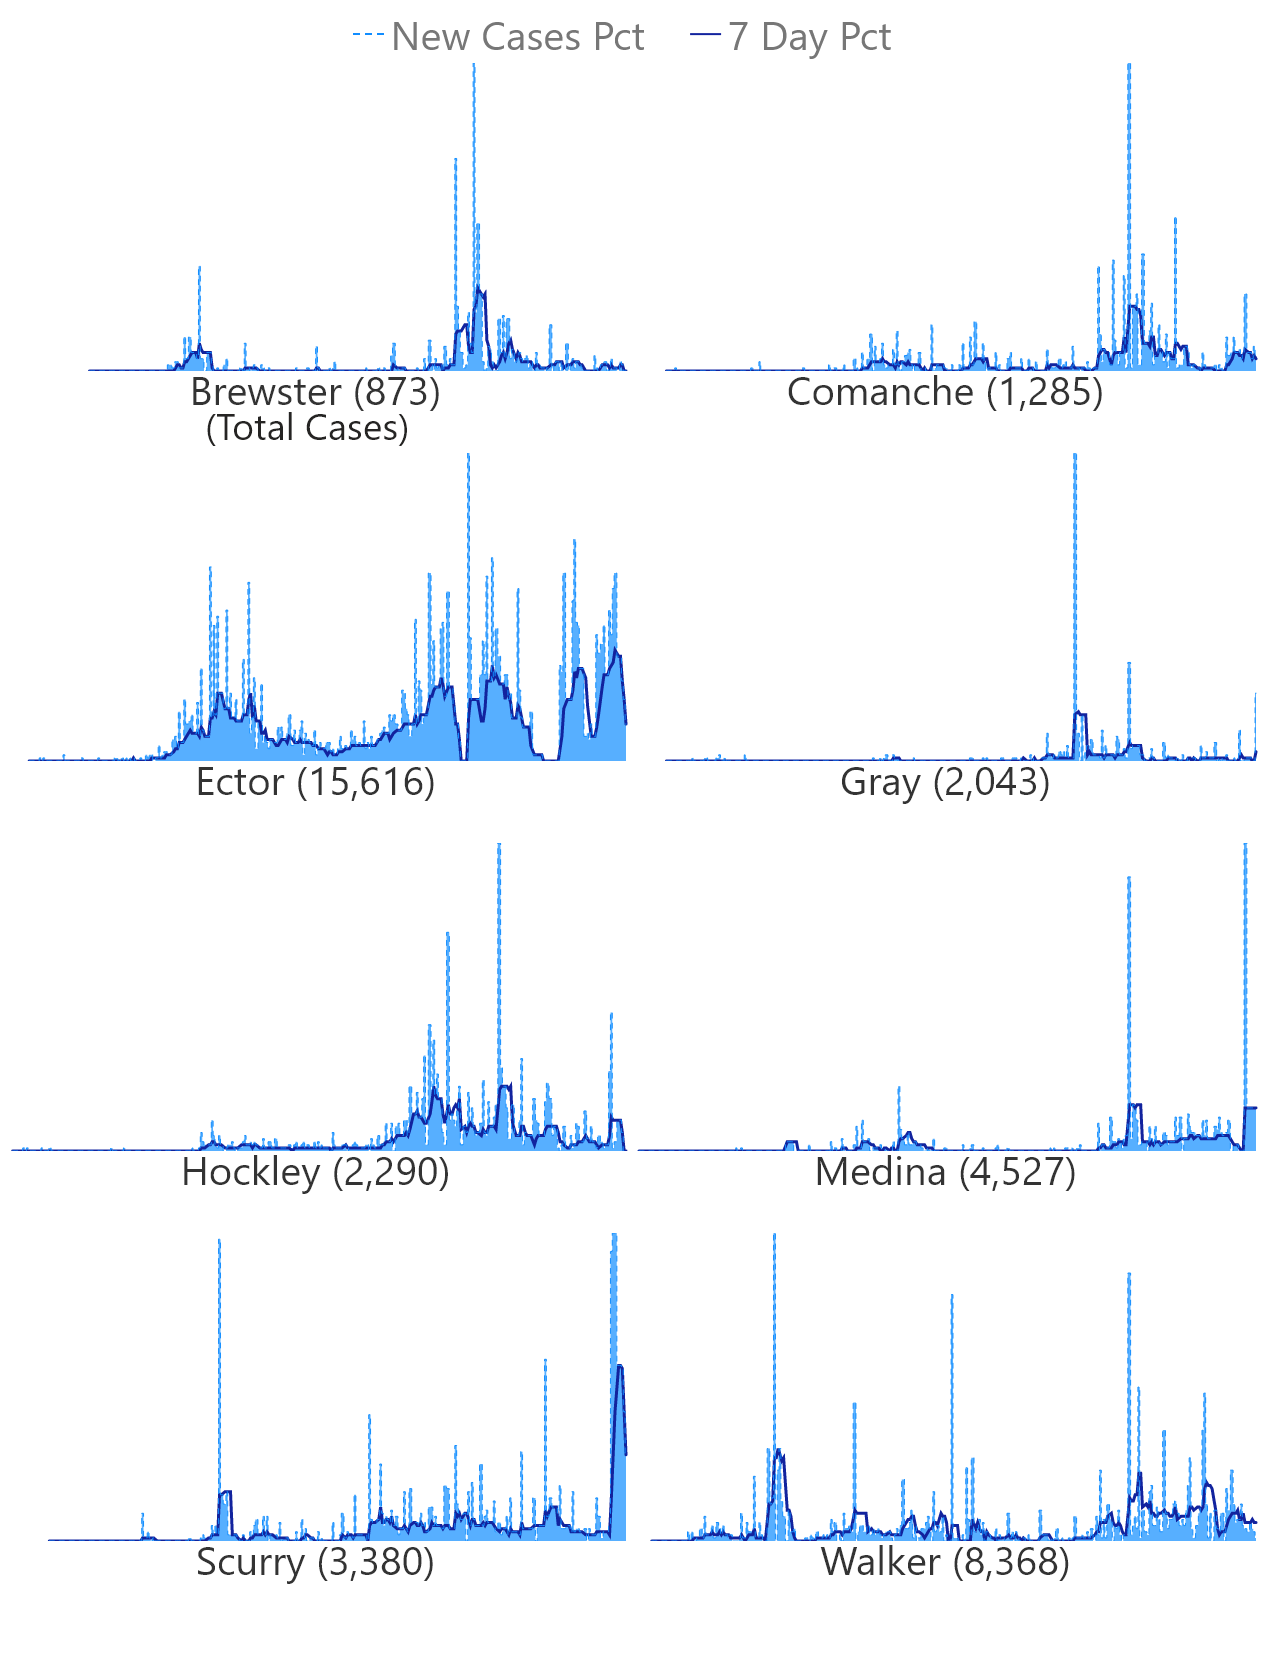 New Cases Pct 7 Day Pct
Brewster (873) Comanche (1,285)
(Total Cases)
Ector (15,616) Gray (2,043)
Hockley (2,290) Medina (4,527)
Scurry (3,380) Walker (8,368)